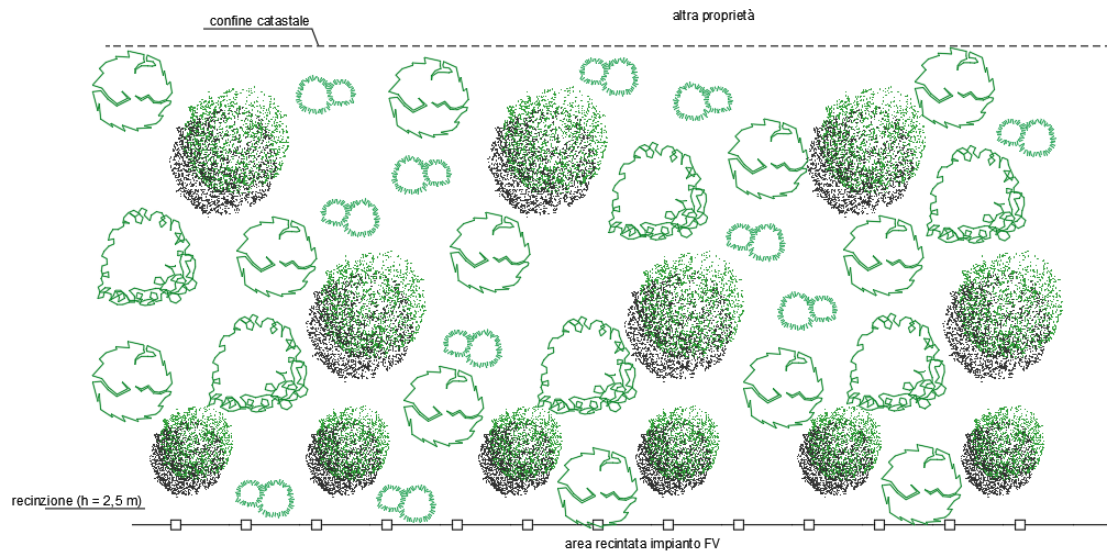 altra proprietà
confine catastale
recinzione (h = 2,5 m)
area recintata impianto FV